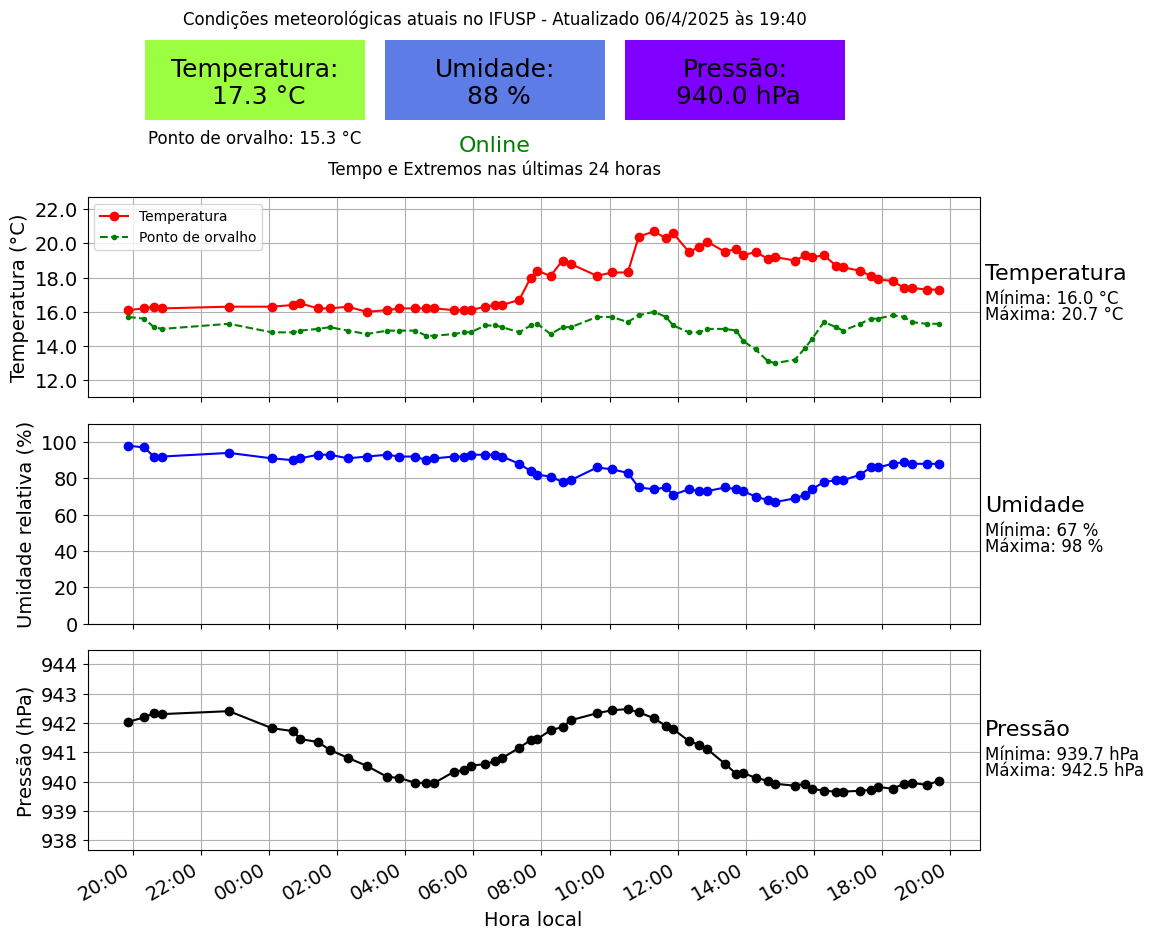 Condições meteorológicas atuais no IFUSP - Atualizado 06/4/2025 às 19:40
Temperatura:
17.3 °C
Umidade:
88 %
Pressão:
940.0 hPa
Ponto de orvalho: 15.3 °C
Online
Tempo e Extremos nas últimas 24 horas
Temperatura (°C)
22.0
20.0
18.0
16.0
14.0
12.0
Temperatura
Ponto de orvalho
Temperatura
Mínima: 16.0 °C
Máxima: 20.7 °C
Umidade relativa (%)
100
80
60
40
20
0
Umidade
Mínima: 67 %
Máxima: 98 %
Pressão (hPa)
944
943
942
941
940
939
938
Pressão
Mínima: 939.7 hPa
Máxima: 942.5 hPa
20:00 22:00 00:00 02:00 04:00 06:00 08:00 10:00 12:00 14:00 16:00 18:00 20:00
Hora local